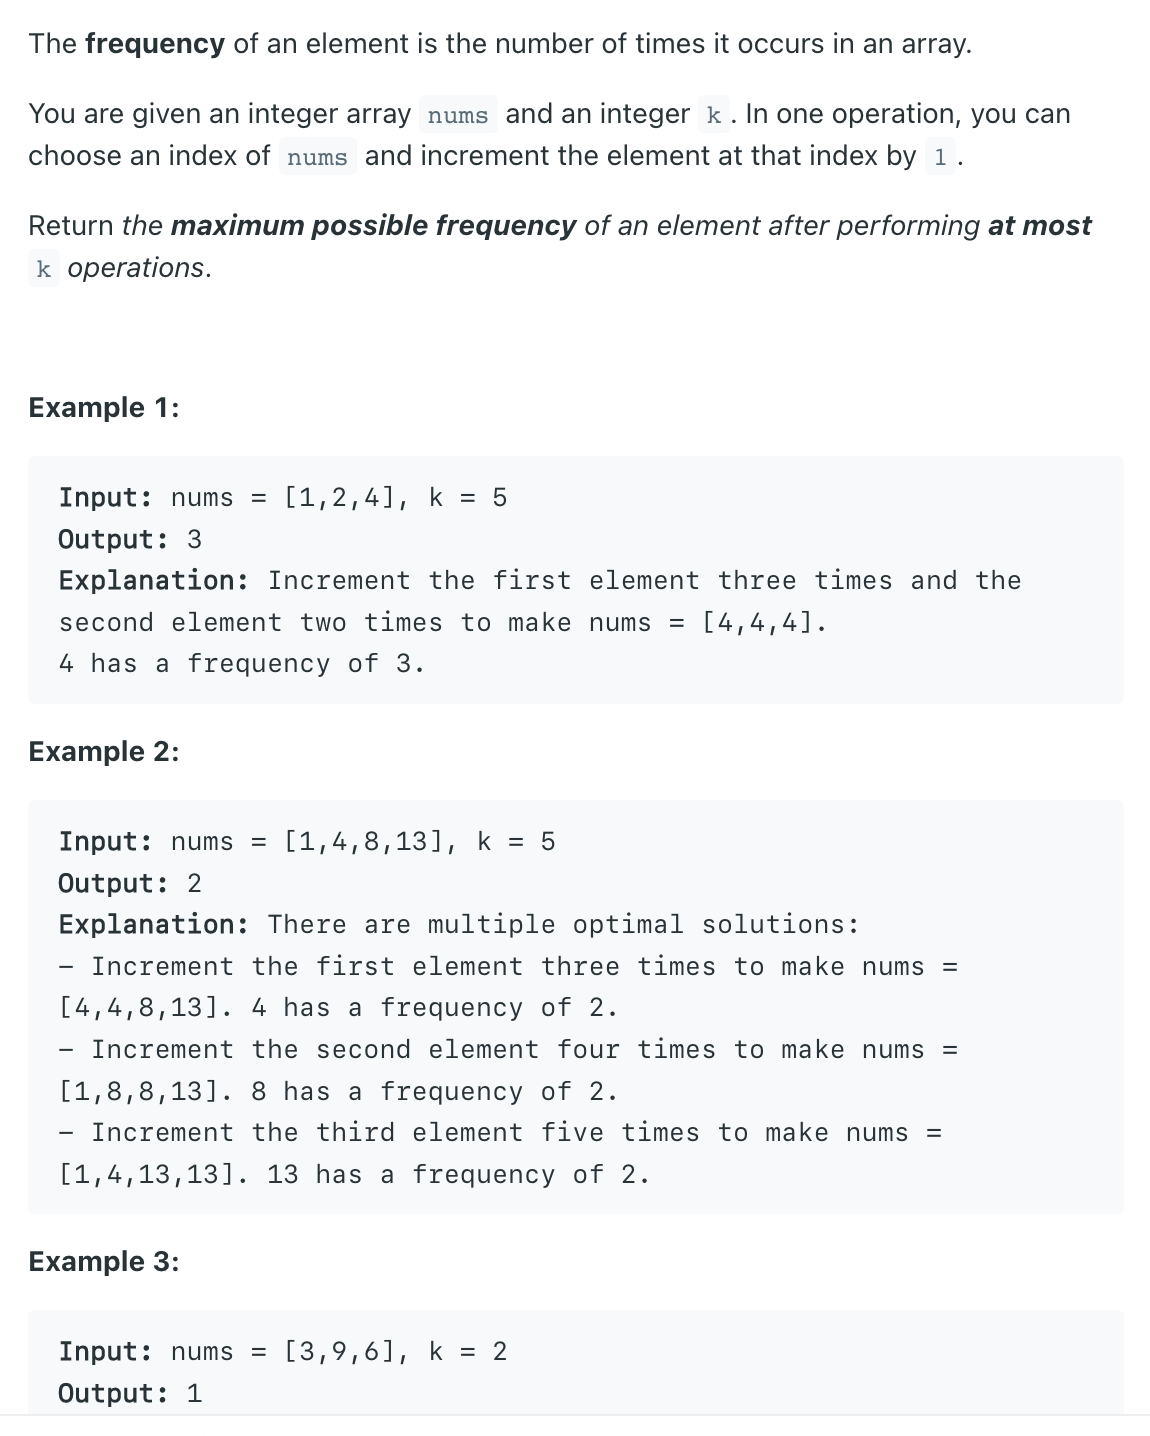 The frequency of an element is the number of times it occurs in an array.
You are given an integer array nums and an integer k. In one operation, you can
choose an index of nums and increment the element at that index by 1.
Return the maximum possible frequency of an element after performing at most
k operations.
Example 1:
Input: nums = [1,2,4], k = 5
Output: 3
Explanation: Increment the first element three times and the
second element two times to make nums = [4,4,4].
4 has a frequency of 3.
Example 2:
Input: nums = [1,4,8,13], k = 5
Output: 2
Explanation: There are multiple optimal solutions:
– Increment the first element three times to make nums =
[4,4,8,13]. 4 has a frequency of 2.
– Increment the second element four times to make nums =
[1,8,8,13]. 8 has a frequency of 2.
– Increment the third element five times to make nums =
[1,4,13,13]. 13 has a frequency of 2.
Example 3:
Input: nums = [3,9,6], k = 2
Output: 1